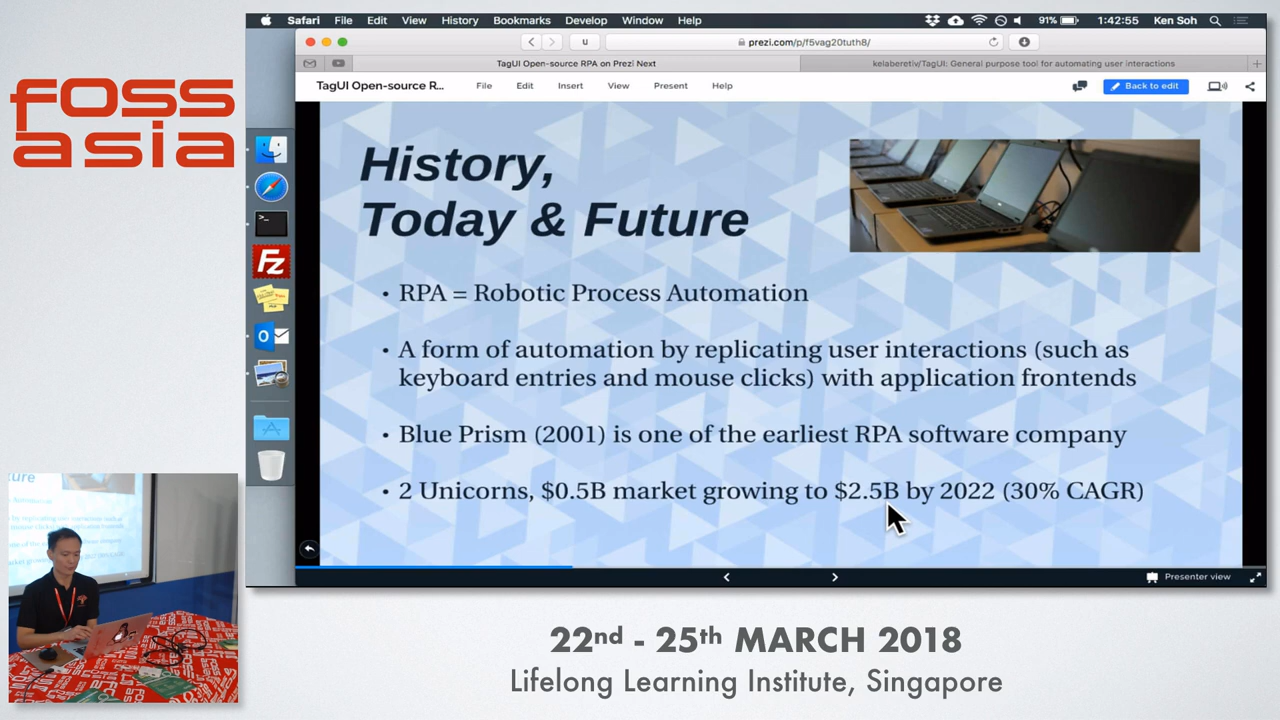 Safari File Edit View History Bookmarks Develop Window Help 91% 1:42:55 Ken Soh
prezi.com/p/f5vag20tuth8/
TagUI Open-source RPA on Prezi Next
kelaberetiv/TagUI: General purpose tool for automating user interactions
TagUI Open-source R... File Edit Insert View Present Help Back to edit
FOSS
asia
History,
Today & Future
• RPA = Robotic Process Automation
• A form of automation by replicating user interactions (such as
keyboard entries and mouse clicks) with application frontends
• Blue Prism (2001) is one of the earliest RPA software company
• 2 Unicorns, $0.5B market growing to $2.5B by 2022 (30% CAGR)
Presenter view
22nd - 25th MARCH 2018
Lifelong Learning Institute, Singapore